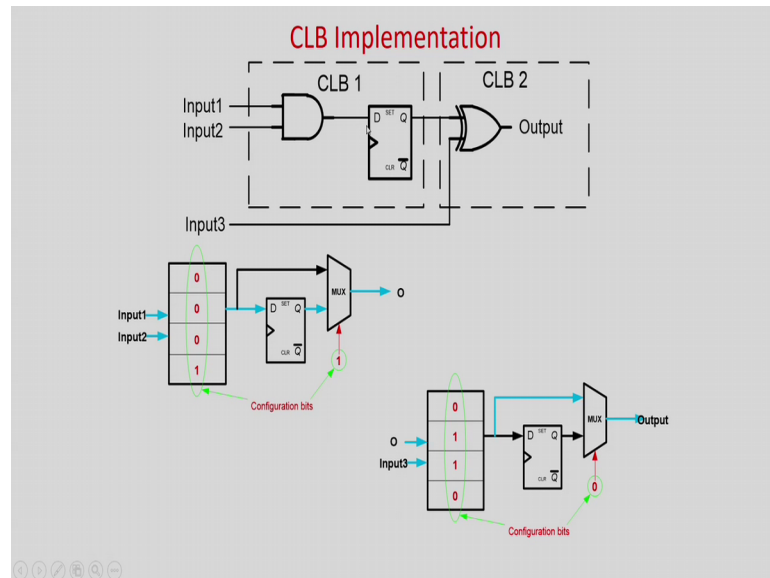 CLB Implementation
CLB 1
CLB 2
Input1
Input2
D SET Q
CLR Q
Output
Input3
0
0
0
1
Input1
Input2
D SET Q
CLR Q
MUX
O
1
Configuration bits
0
1
1
0
O
Input3
D SET Q
CLR Q
MUX
Output
0
Configuration bits